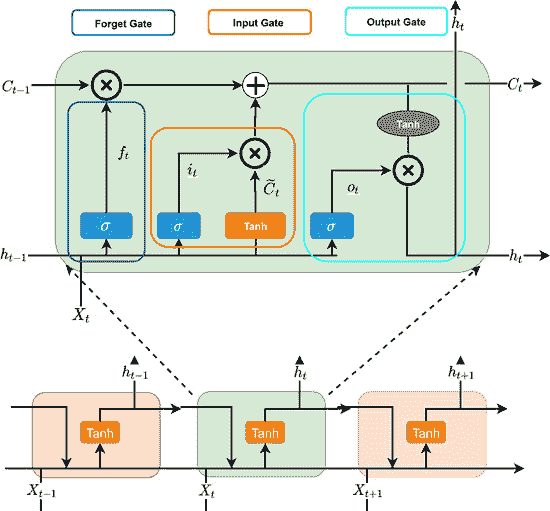 Forget Gate Input Gate Output Gate
h_t
C_{t-1} C_t
Tanh
f_t i_t C̃_t o_t
σ σ Tanh σ
h_{t-1} h_t
X_t
h_{t-1} h_t h_{t+1}
Tanh Tanh Tanh
X_{t-1} X_t X_{t+1}